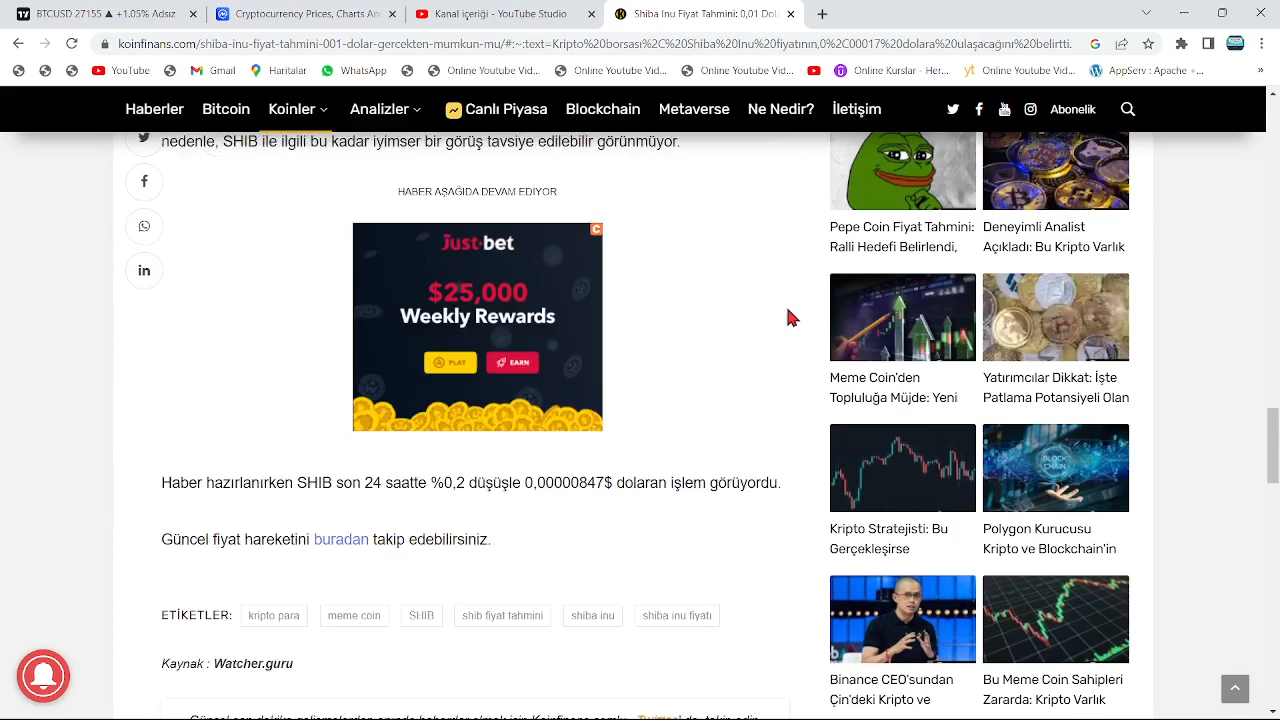 BTCUSD 27155 ▲ +1.05% Adsız
Cryptocurrency Prices, Charts An
Kanal içeriği - YouTube Studio
Shiba Inu Fiyat Tahmini: 0,01 Dol
koinfinans.com/shiba-inu-fiyat-tahmini-001-dolar-gercekten-mumkun-mu/#:~:text=Kripto borsası%2C%20Shiba Inu%20fiyatının,0%2C00017 dolara%20ulaşacağını belirtti.
YouTube
Gmail
Haritalar
WhatsApp
Online Youtube Vid...
Online Youtube Vid...
Online Youtube Vid...
Online Kurslar - Her...
Online Youtube Vid...
AppServ : Apache +...
Haberler Bitcoin Koinler Analizler Canlı Piyasa Blockchain Metaverse Ne Nedir? İletişim Abonelik
nedenle, SHIB ile ilgili bu kadar iyimser bir görüş tavsiye edilebilir görünmüyor.
HABER AŞAĞIDA DEVAM EDİYOR
Just·bet
$25,000
Weekly Rewards
PLAY
EARN
Haber hazırlanırken SHIB son 24 saatte %0,2 düşüşle 0,00000847$ dolaran işlem görüyordu.
Güncel fiyat hareketini buradan takip edebilirsiniz.
ETİKETLER: kripto para meme coin SHIB shib fiyat tahmini shiba inu shiba inu fiyatı
Kaynak : Watcher.guru
Pepe Coin Fiyat Tahmini:
Ralli Hedefi Belirlendi,
Deneyimli Analist
Açıkladı: Bu Kripto Varlık
Meme Coin'den
Topluluğa Müjde: Yeni
Yatırımcılar Dikkat: İşte
Patlama Potansiyeli Olan
BLOCK
CHAIN
Kripto Stratejisti: Bu
Gerçekleşirse
Polygon Kurucusu
Kripto ve Blockchain'in
Binance CEO'sundan
Çin'deki Kripto ve
Bu Meme Coin Sahipleri
Zararda: Kripto Varlık